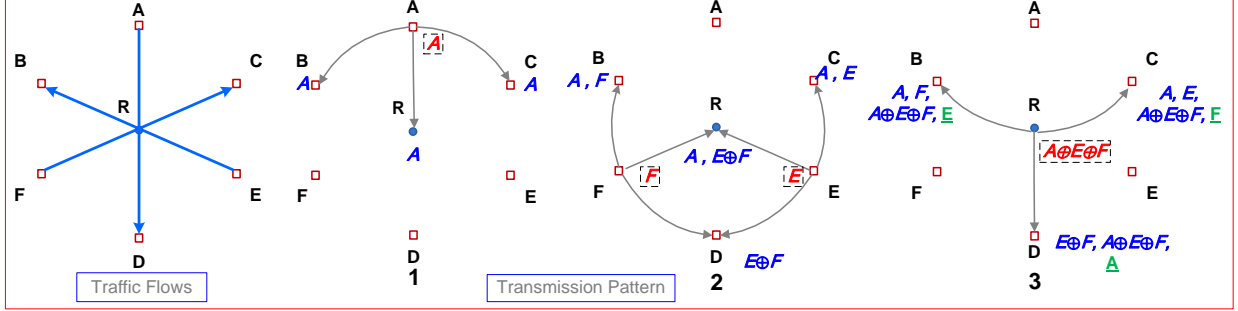 A
B
C
R
F
E
D
Traffic Flows
A
A
B
C
A
A
R
A
F
E
D
1
A
B
C
A , F
A , E
R
A , E⊕F
F
E
F
E
D
E⊕F
2
Transmission Pattern
A
B
C
R
A, F,
A⊕E⊕F, E
A, E,
A⊕E⊕F, F
A⊕E⊕F
F
E
D
E⊕F, A⊕E⊕F,
A
3